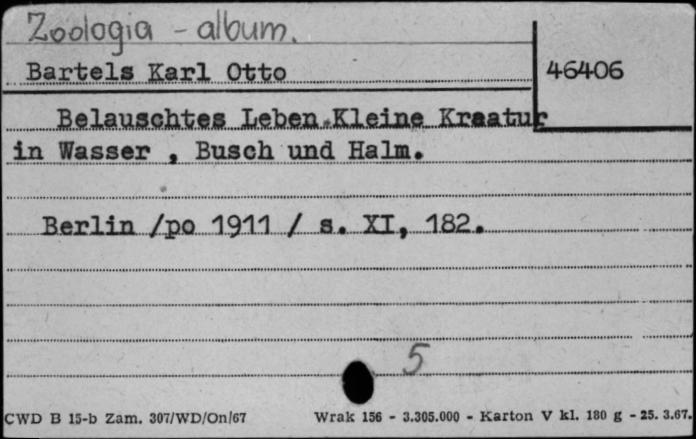 Zoologia - album.
Bartels Karl Otto
46406
Belauschtes Leben.Kleine Kreatur
in Wasser , Busch und Halm.
Berlin /po 1911 / s. XI, 182.
5
CWD B 15-b Zam. 307/WD/On/67 Wrak 156 - 3.305.000 - Karton V kl. 180 g - 25. 3.67.